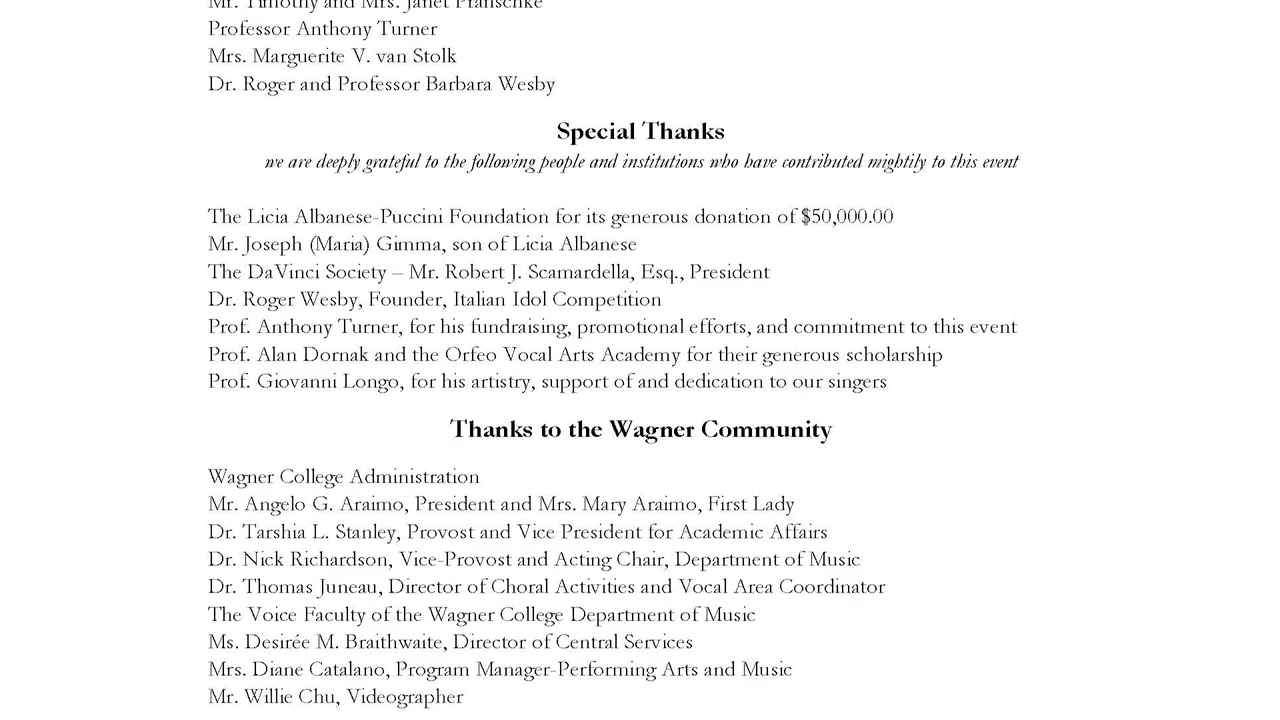 Mr. Timothy and Mrs. Janet Pranschke
Professor Anthony Turner
Mrs. Marguerite V. van Stolk
Dr. Roger and Professor Barbara Wesby
Special Thanks
we are deeply grateful to the following people and institutions who have contributed mightily to this event
The Licia Albanese-Puccini Foundation for its generous donation of $50,000.00
Mr. Joseph (Maria) Gimma, son of Licia Albanese
The DaVinci Society – Mr. Robert J. Scamardella, Esq., President
Dr. Roger Wesby, Founder, Italian Idol Competition
Prof. Anthony Turner, for his fundraising, promotional efforts, and commitment to this event
Prof. Alan Dornak and the Orfeo Vocal Arts Academy for their generous scholarship
Prof. Giovanni Longo, for his artistry, support of and dedication to our singers
Thanks to the Wagner Community
Wagner College Administration
Mr. Angelo G. Araimo, President and Mrs. Mary Araimo, First Lady
Dr. Tarshia L. Stanley, Provost and Vice President for Academic Affairs
Dr. Nick Richardson, Vice-Provost and Acting Chair, Department of Music
Dr. Thomas Juneau, Director of Choral Activities and Vocal Area Coordinator
The Voice Faculty of the Wagner College Department of Music
Ms. Desirée M. Braithwaite, Director of Central Services
Mrs. Diane Catalano, Program Manager-Performing Arts and Music
Mr. Willie Chu, Videographer